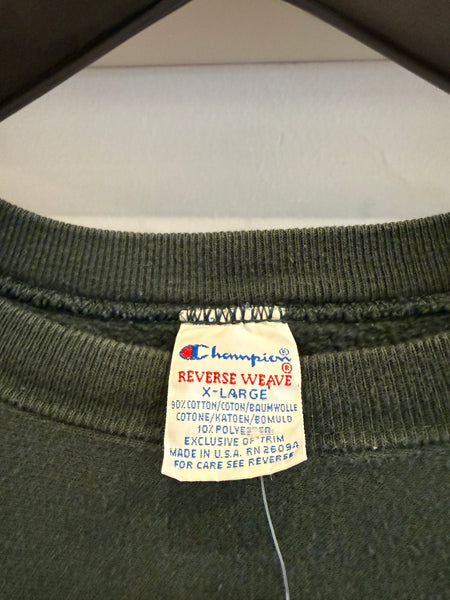 Champion®
REVERSE WEAVE®
X-LARGE
90% COTTON/COTON/BAUMWOLLE
COTONE/KATOEN/BOMULD
10% POLYESTER
EXCLUSIVE OF TRIM
MADE IN U.S.A. RN 26094
FOR CARE SEE REVERSE